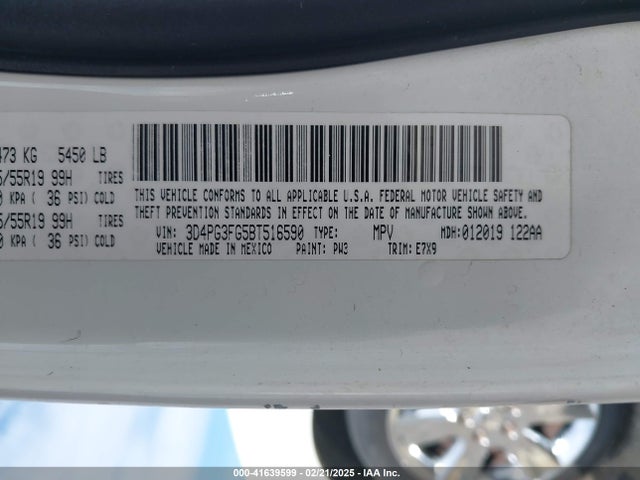 473 KG 5450 LB
/55R19 99H TIRES
0 KPA ( 36 PSI) COLD
/55R19 99H TIRES
0 KPA ( 36 PSI) COLD
THIS VEHICLE CONFORMS TO ALL APPLICABLE U.S.A. FEDERAL MOTOR VEHICLE SAFETY AND
THEFT PREVENTION STANDARDS IN EFFECT ON THE DATE OF MANUFACTURE SHOWN ABOVE.
VIN: 3D4PG3FG5BT516590 TYPE: MPV MDH: 012019 122AA
VEHICLE MADE IN MEXICO PAINT: PW3 TRIM: E7X9
000-41639599 — 02/21/2025 — IAA Inc.